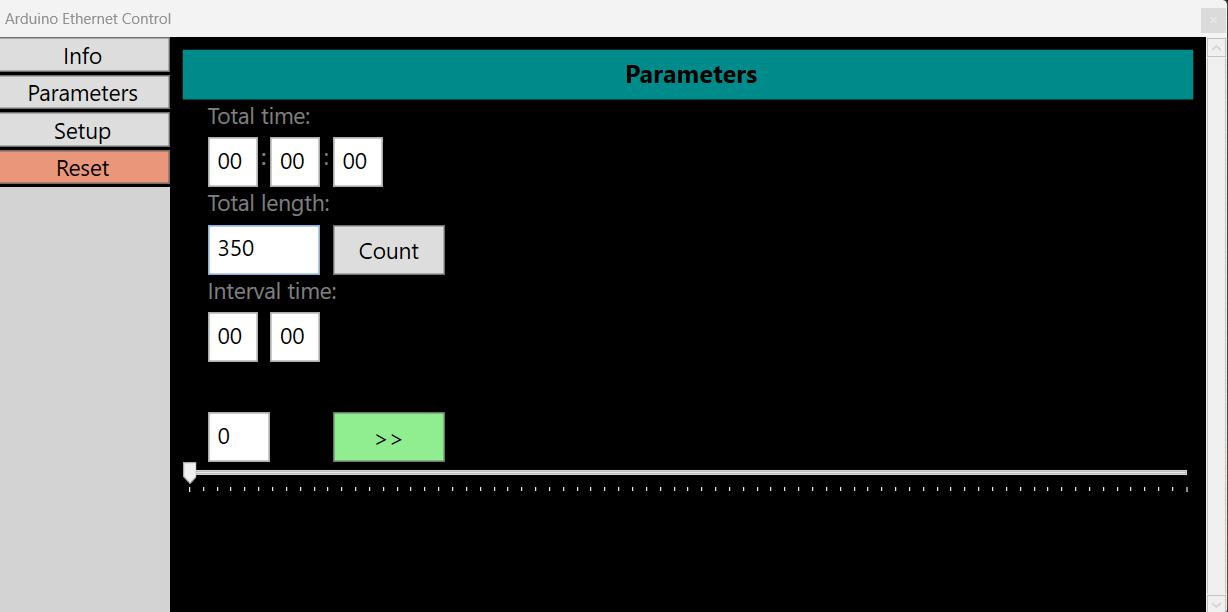 Arduino Ethernet Control
Info
Parameters
Setup
Reset
Parameters
Total time:
00 : 00 : 00
Total length:
350 Count
Interval time:
00 00
0 >>